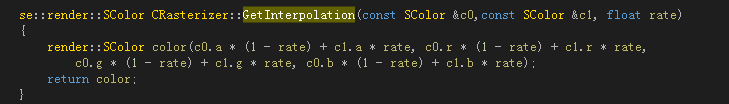 se::render::SColor CRasterizer::GetInterpolation(const SColor &c0,const SColor &c1, float rate)
{
render::SColor color(c0.a * (1 - rate) + c1.a * rate, c0.r * (1 - rate) + c1.r * rate,
c0.g * (1 - rate) + c1.g * rate, c0.b * (1 - rate) + c1.b * rate);
return color;
}